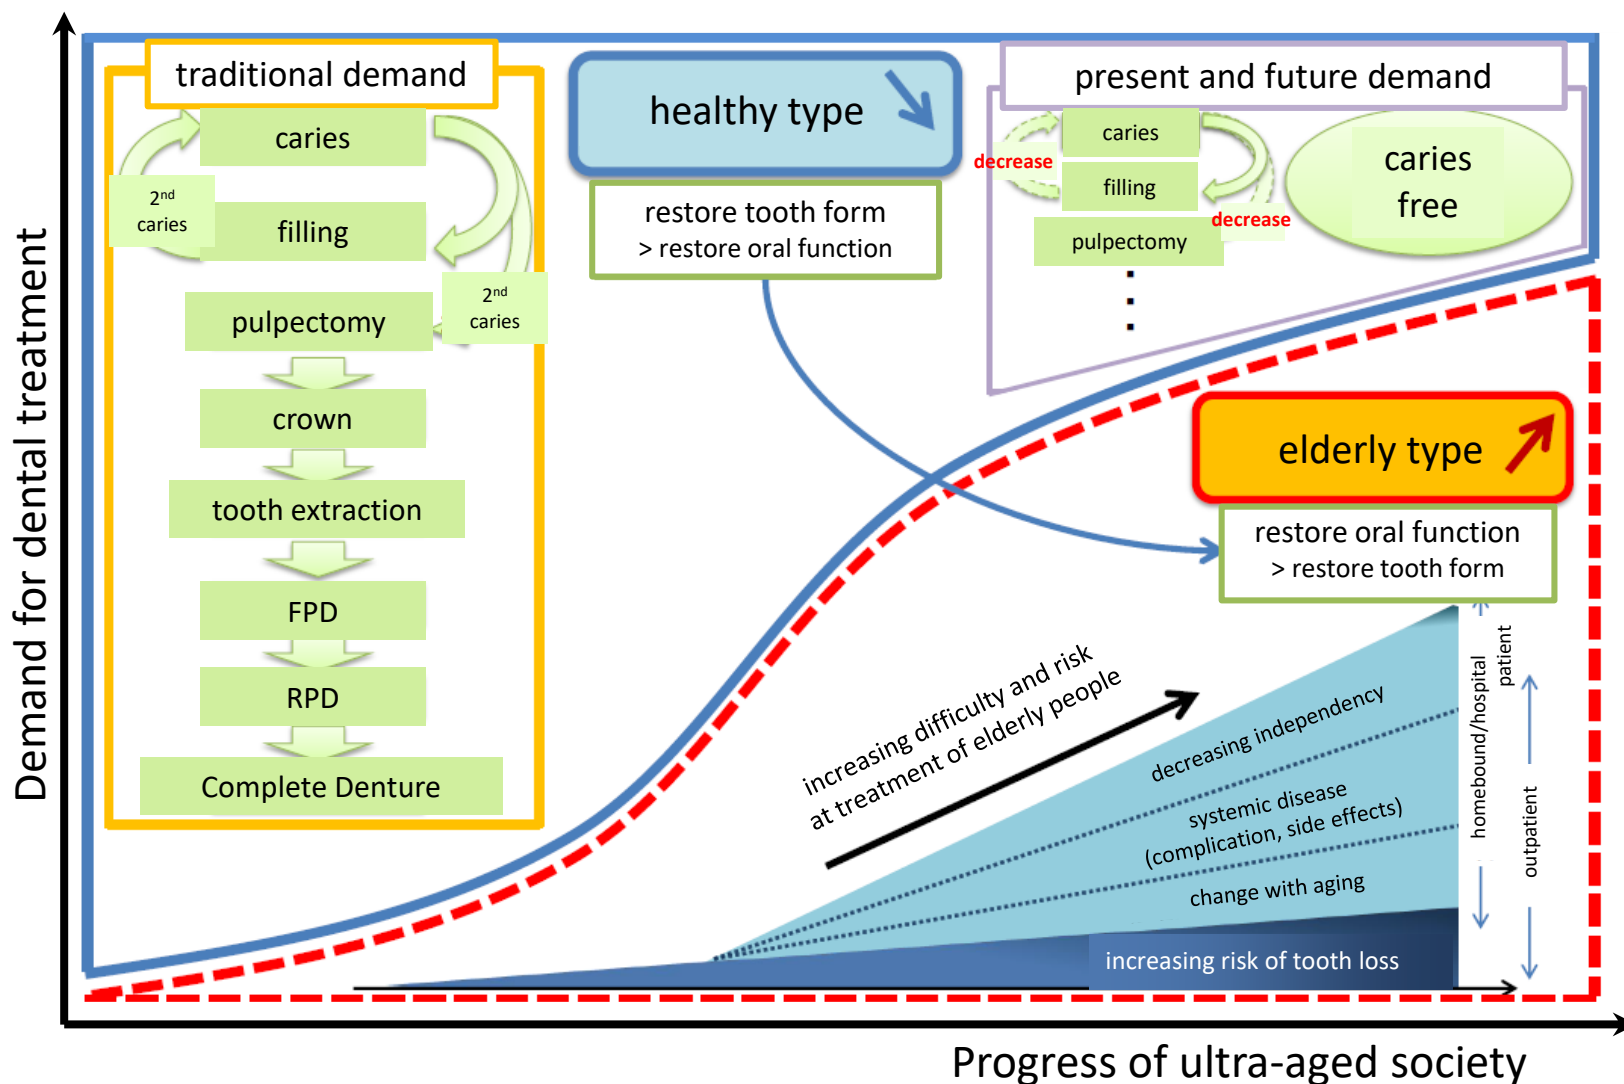 Demand for dental treatment
traditional demand
caries
2nd
caries
filling
2nd
caries
pulpectomy
crown
tooth extraction
FPD
RPD
Complete Denture
healthy type
restore tooth form
> restore oral function
present and future demand
caries
decrease
filling
decrease
pulpectomy
caries
free
elderly type
restore oral function
> restore tooth form
increasing difficulty and risk
at treatment of elderly people
decreasing independency
systemic disease
(complication, side effects)
change with aging
increasing risk of tooth loss
homebound/hospital
patient
outpatient
Progress of ultra-aged society